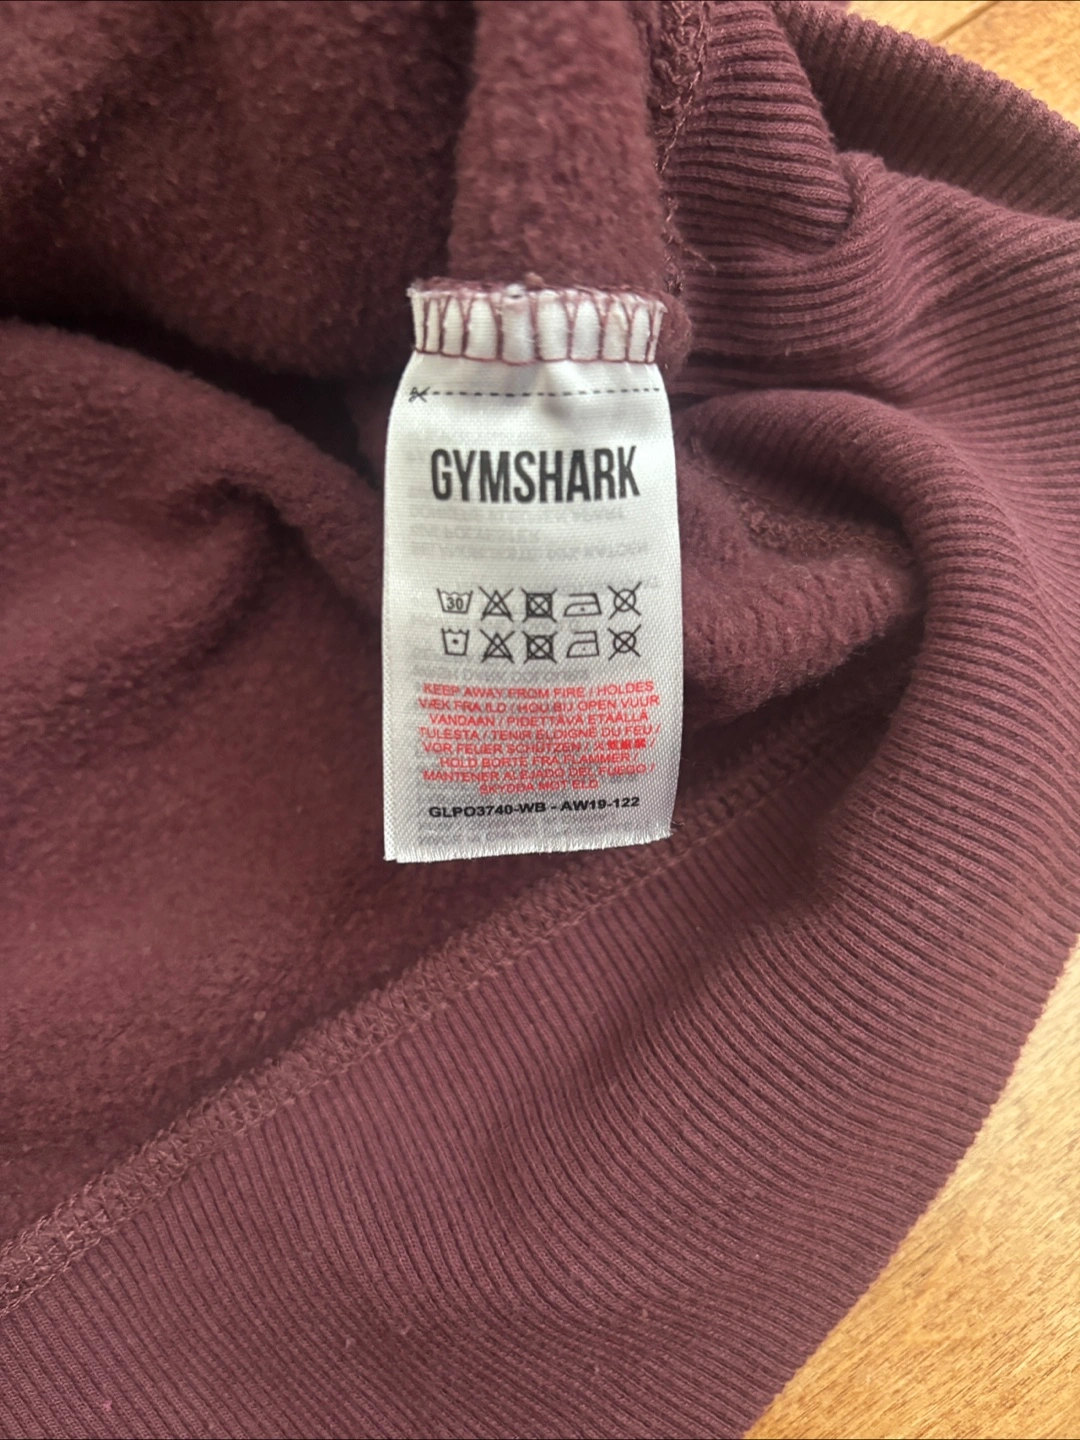 GYMSHARK
30
KEEP AWAY FROM FIRE / HOLDES
VÆK FRA ILD / HOU BIJ OPEN VUUR
VANDAAN / PIDETTÄVÄ ETÄÄLLÄ
TULESTA / TENIR ÉLOIGNÉ DU FEU /
VOR FEUER SCHÜTZEN /
HOLD BORTE FRA FLAMMER /
MANTENER ALEJADO DEL FUEGO /
SKYDDA MOT ELD
GLPO3740-WB - AW19-122